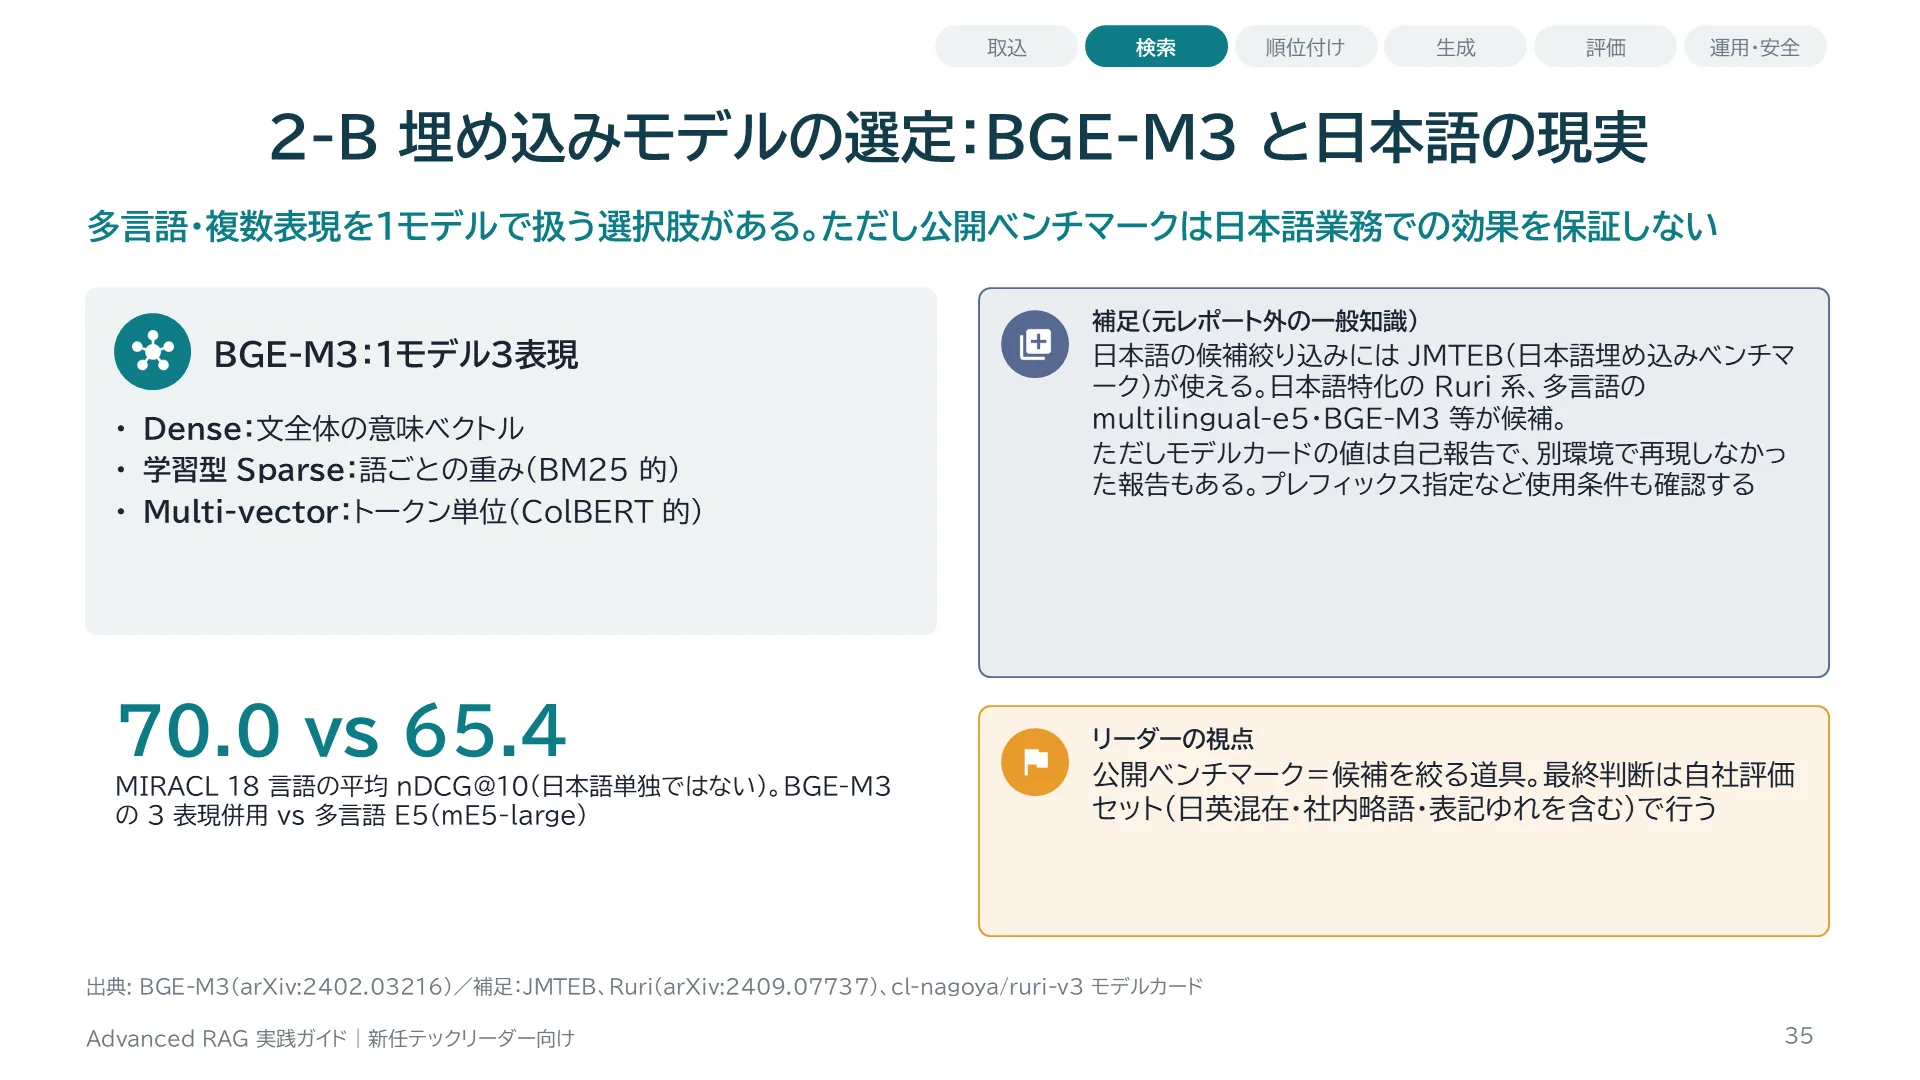 取込
検索
順位付け
生成
評価
運用・安全
2-B 埋め込みモデルの選定：BGE-M3 と日本語の現実
多言語・複数表現を1モデルで扱う選択肢がある。ただし公開ベンチマークは日本語業務での効果を保証しない
BGE-M3：1モデル3表現
• Dense：文全体の意味ベクトル
• 学習型 Sparse：語ごとの重み（BM25 的）
• Multi-vector：トークン単位（ColBERT 的）
70.0 vs 65.4
MIRACL 18 言語の平均 nDCG@10（日本語単独ではない）。BGE-M3
の 3 表現併用 vs 多言語 E5（mE5-large）
補足（元レポート外の一般知識）
日本語の候補絞り込みには JMTEB（日本語埋め込みベンチマ
ーク）が使える。日本語特化の Ruri 系、多言語の
multilingual-e5・BGE-M3 等が候補。
ただしモデルカードの値は自己報告で、別環境で再現しなかっ
た報告もある。プレフィックス指定など使用条件も確認する
リーダーの視点
公開ベンチマーク＝候補を絞る道具。最終判断は自社評価
セット（日英混在・社内略語・表記ゆれを含む）で行う
出典: BGE-M3（arXiv:2402.03216）／補足：JMTEB、Ruri（arXiv:2409.07737）、cl-nagoya/ruri-v3 モデルカード
Advanced RAG 実践ガイド｜新任テックリーダー向け
35